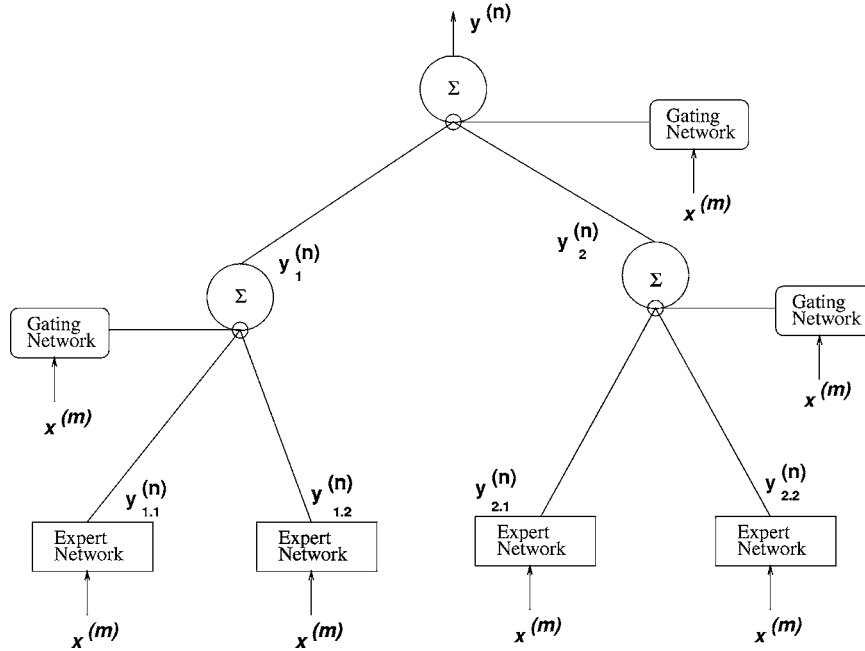 y (n)
Σ
Gating
Network
x (m)
y 1 (n)
y 2 (n)
Σ
Σ
Gating
Network
x (m)
Gating
Network
x (m)
y 1.1 (n)
y 1.2 (n)
y 2.1 (n)
y 2.2 (n)
Expert
Network
Expert
Network
Expert
Network
Expert
Network
x (m)
x (m)
x (m)
x (m)